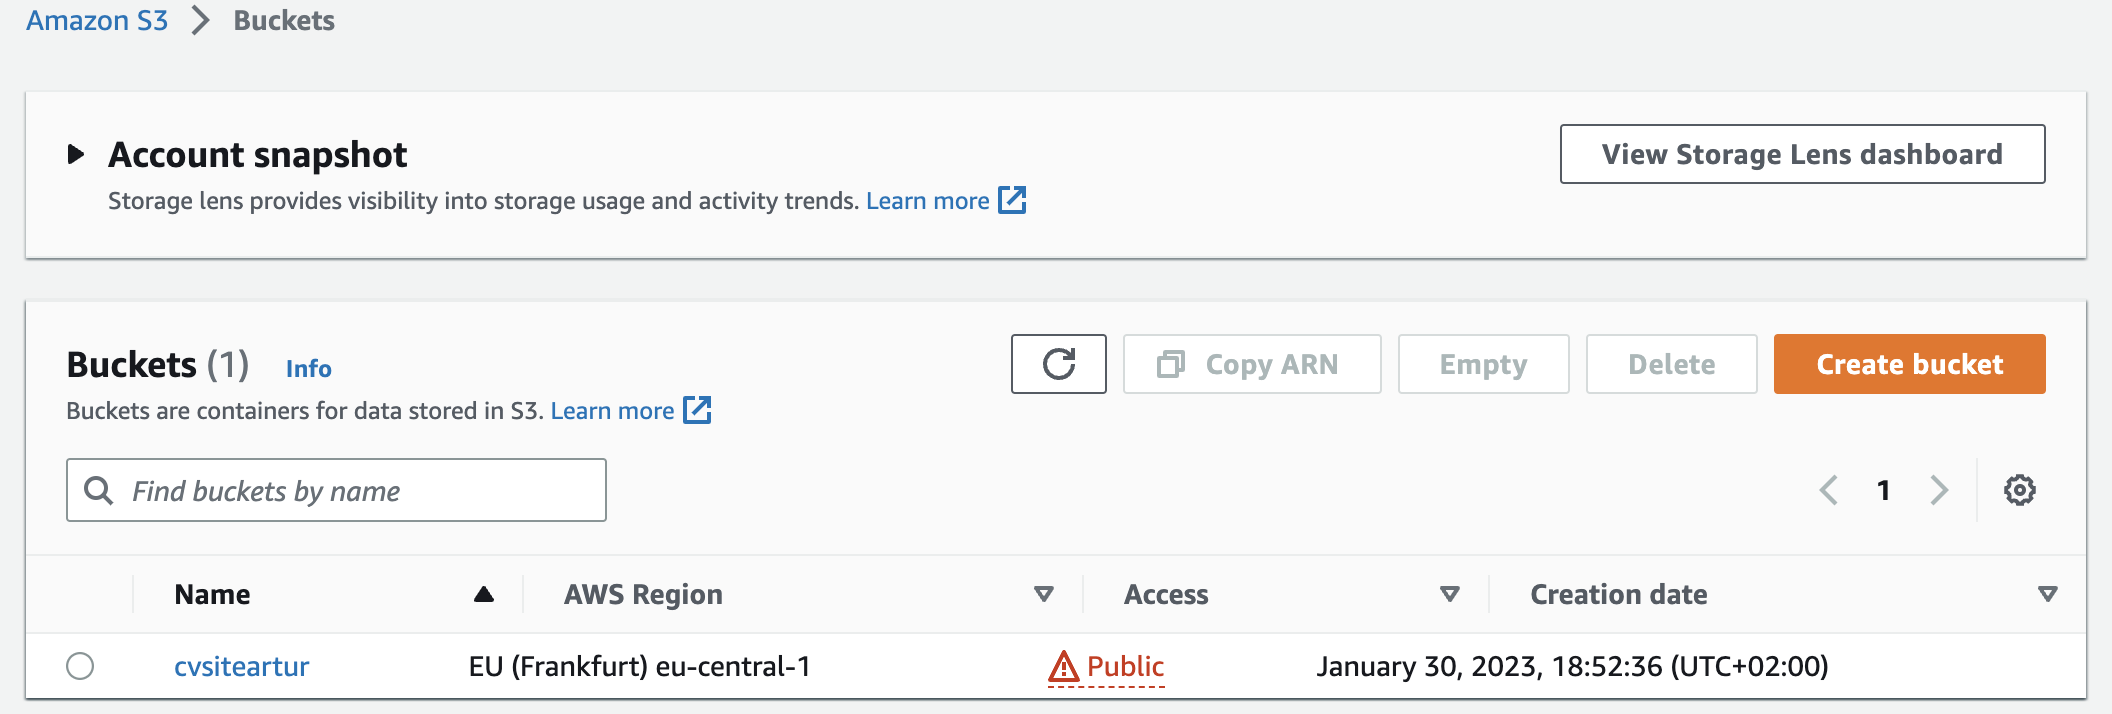 Amazon S3 > Buckets
Account snapshot
View Storage Lens dashboard
Storage lens provides visibility into storage usage and activity trends. Learn more
Buckets (1) Info
Copy ARN Empty Delete Create bucket
Buckets are containers for data stored in S3. Learn more
Find buckets by name
1
Name AWS Region Access Creation date
cvsiteartur EU (Frankfurt) eu-central-1 Public January 30, 2023, 18:52:36 (UTC+02:00)